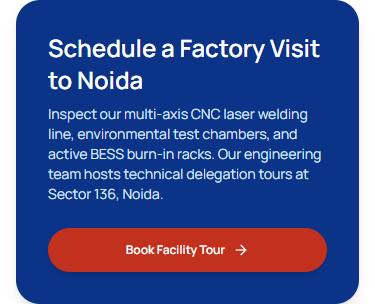 Schedule a Factory Visit
to Noida
Inspect our multi-axis CNC laser welding
line, environmental test chambers, and
active BESS burn-in racks. Our engineering
team hosts technical delegation tours at
Sector 136, Noida.
Book Facility Tour →